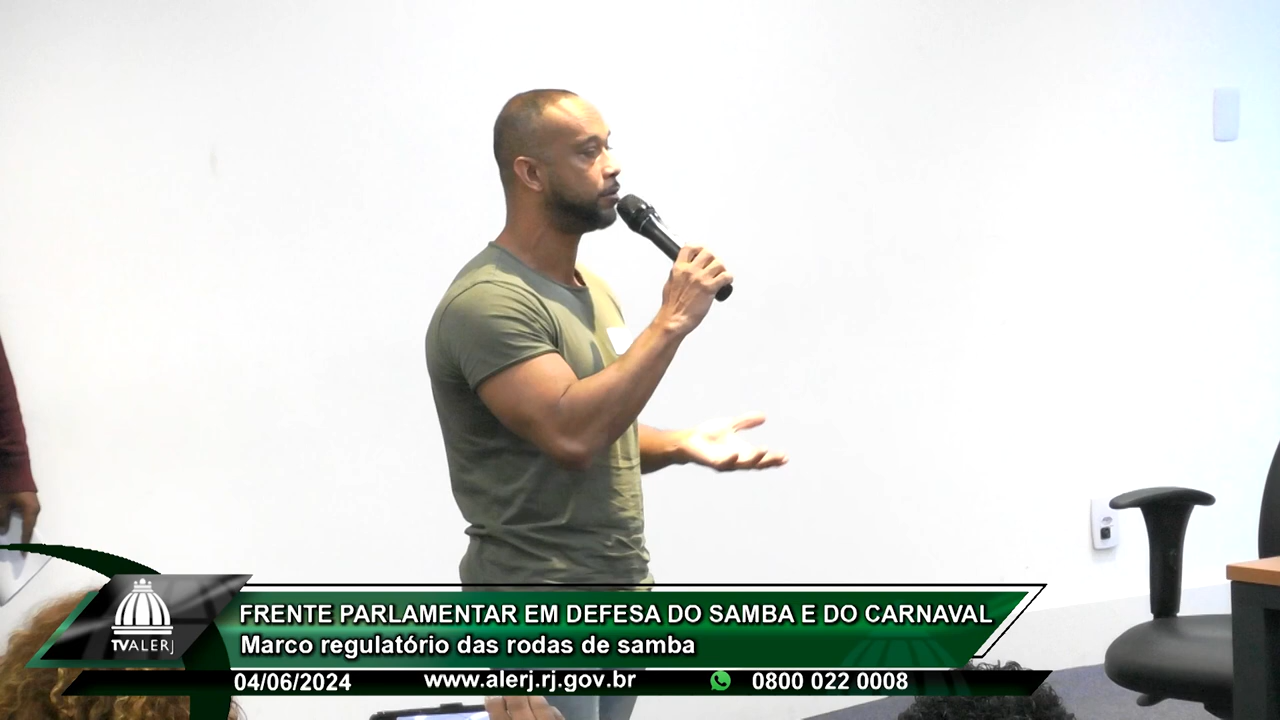 FRENTE PARLAMENTAR EM DEFESA DO SAMBA E DO CARNAVAL
Marco regulatório das rodas de samba
TVALERJ
04/06/2024 www.alerj.rj.gov.br 0800 022 0008